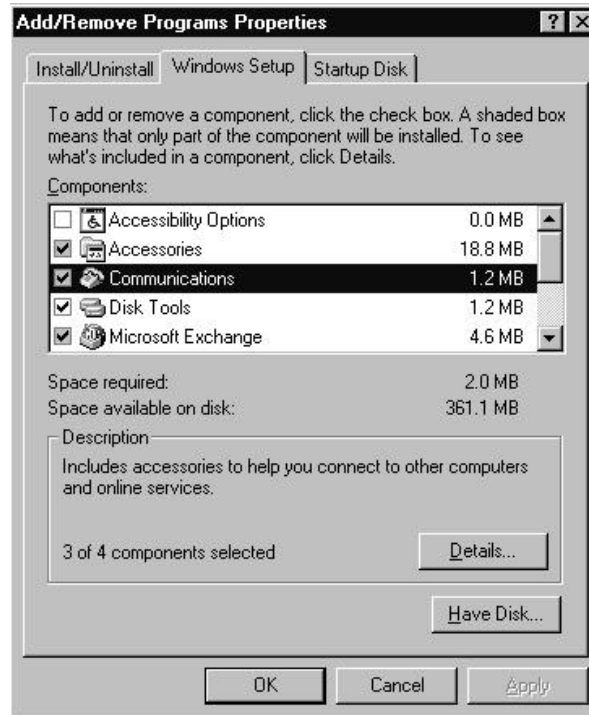 Add/Remove Programs Properties
Install/Uninstall Windows Setup Startup Disk
To add or remove a component, click the check box. A shaded box
means that only part of the component will be installed. To see
what's included in a component, click Details.
Components:
Accessibility Options 0.0 MB
Accessories 18.8 MB
Communications 1.2 MB
Disk Tools 1.2 MB
Microsoft Exchange 4.6 MB
Space required: 2.0 MB
Space available on disk: 361.1 MB
Description
Includes accessories to help you connect to other computers
and online services.
3 of 4 components selected Details...
Have Disk...
OK Cancel Apply